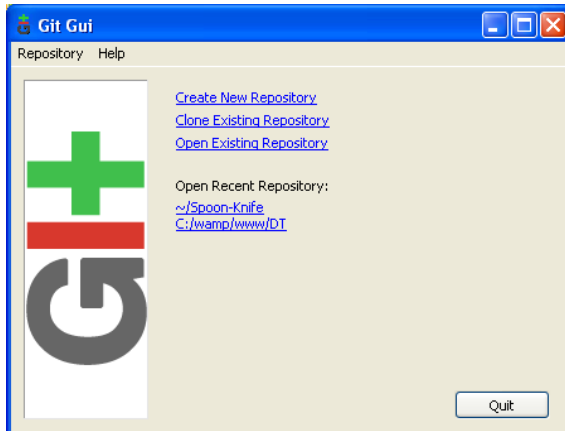 Git Gui
Repository Help
Create New Repository
Clone Existing Repository
Open Existing Repository
Open Recent Repository:
~/Spoon-Knife
C:/wamp/www/DT
Git
Quit